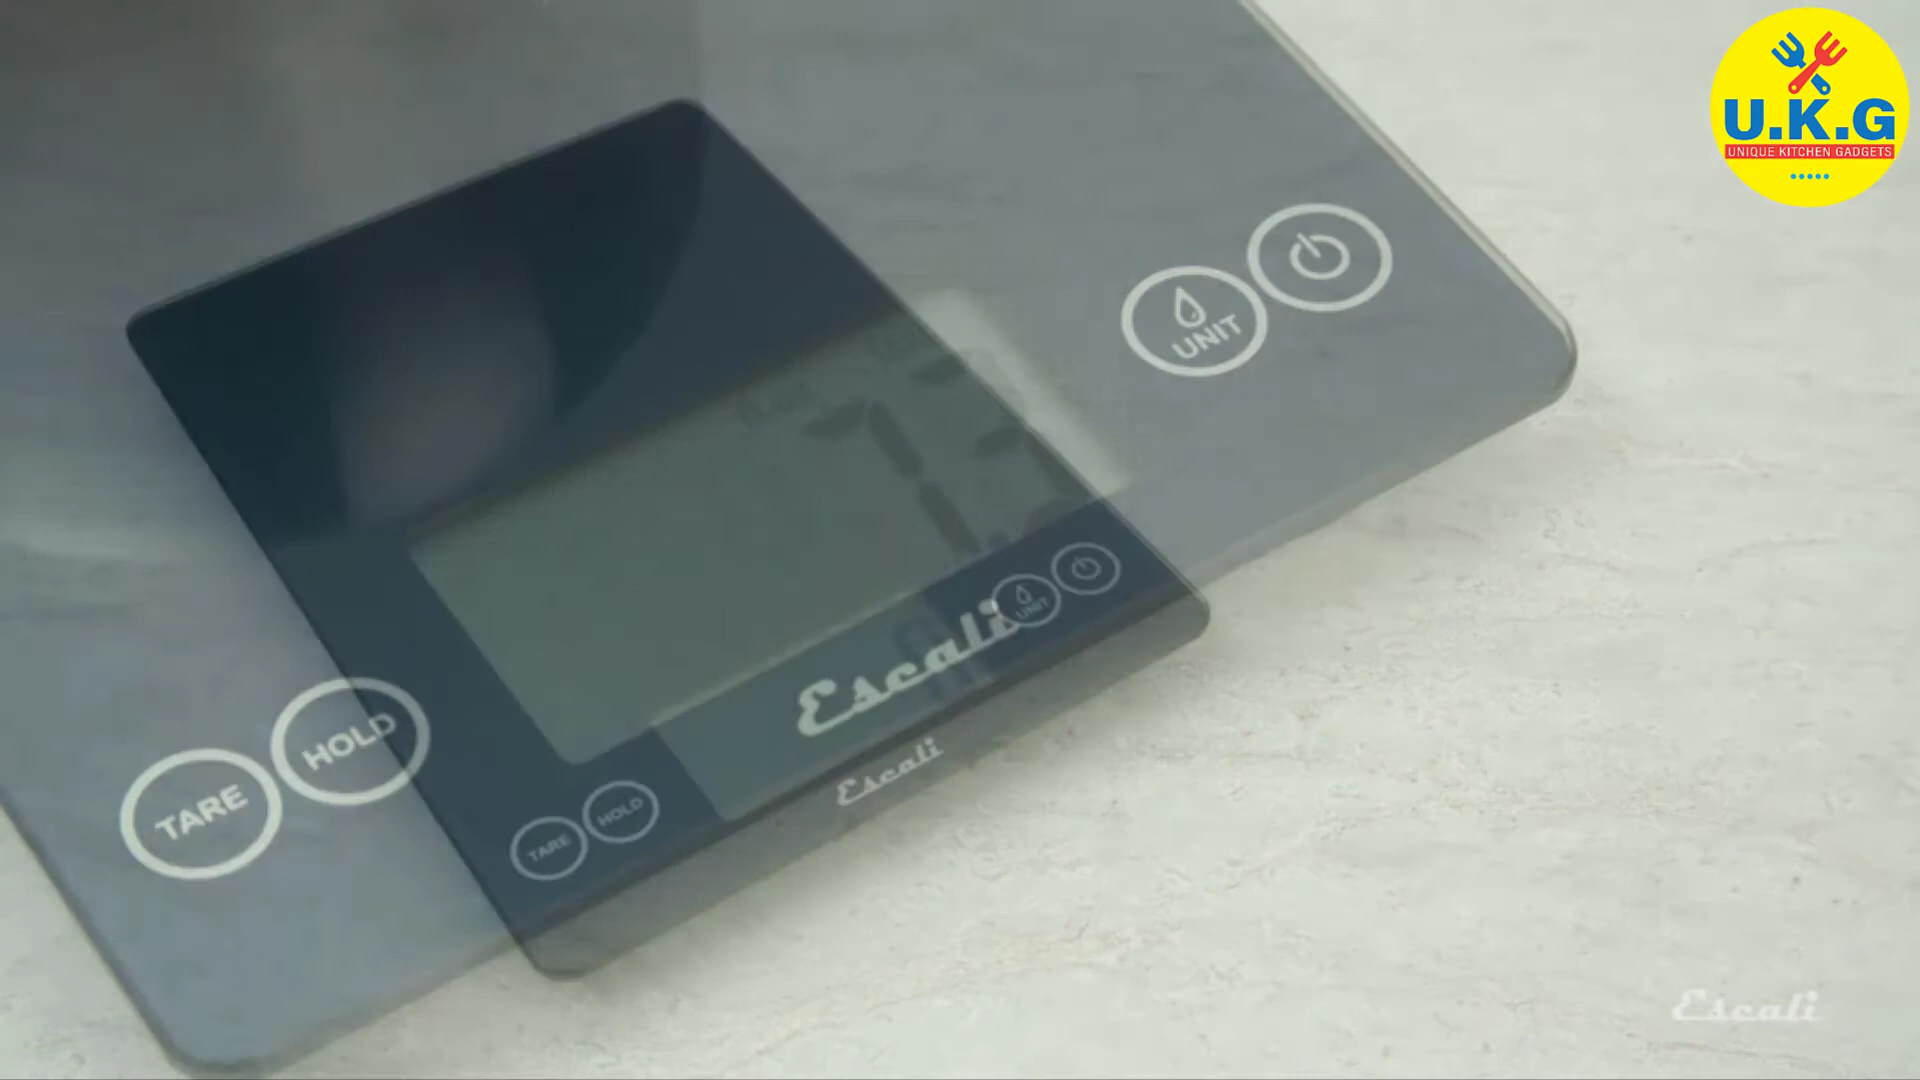 U.K.G
UNIQUE KITCHEN GADGETS
UNIT
HOLD
TARE
Escali
UNIT
HOLD
TARE
Escali
Escali